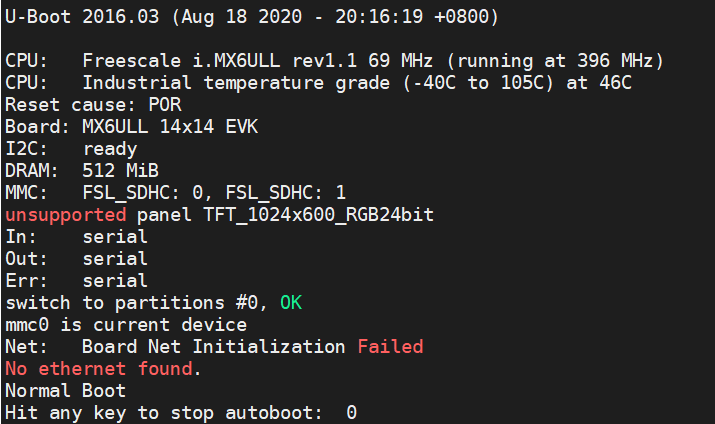 U-Boot 2016.03 (Aug 18 2020 - 20:16:19 +0800)
CPU:   Freescale i.MX6ULL rev1.1 69 MHz (running at 396 MHz)
CPU:   Industrial temperature grade (-40C to 105C) at 46C
Reset cause: POR
Board: MX6ULL 14x14 EVK
I2C:   ready
DRAM:  512 MiB
MMC:   FSL_SDHC: 0, FSL_SDHC: 1
unsupported panel TFT_1024x600_RGB24bit
In:    serial
Out:   serial
Err:   serial
switch to partitions #0, OK
mmc0 is current device
Net:   Board Net Initialization Failed
No ethernet found.
Normal Boot
Hit any key to stop autoboot:  0